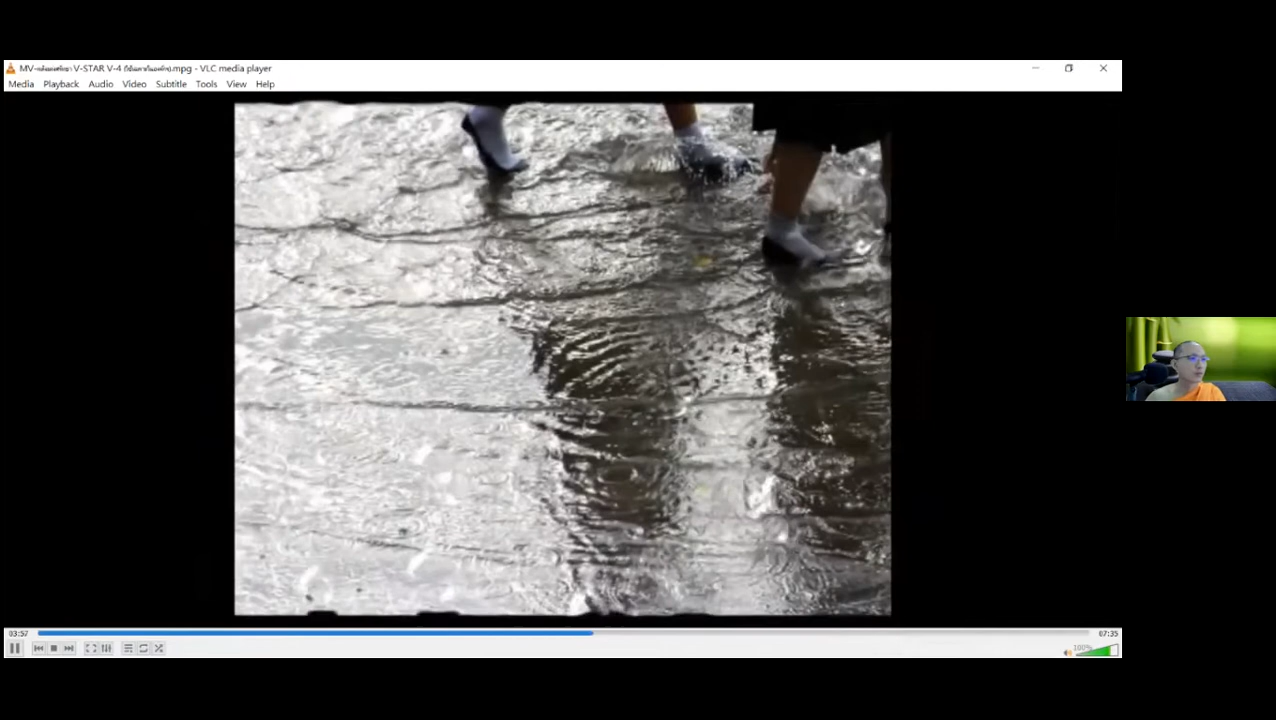 MV- V-STAR V-4 .mpg - VLC media player
Media Playback Audio Video Subtitle Tools View Help
03:57
07:35
100%